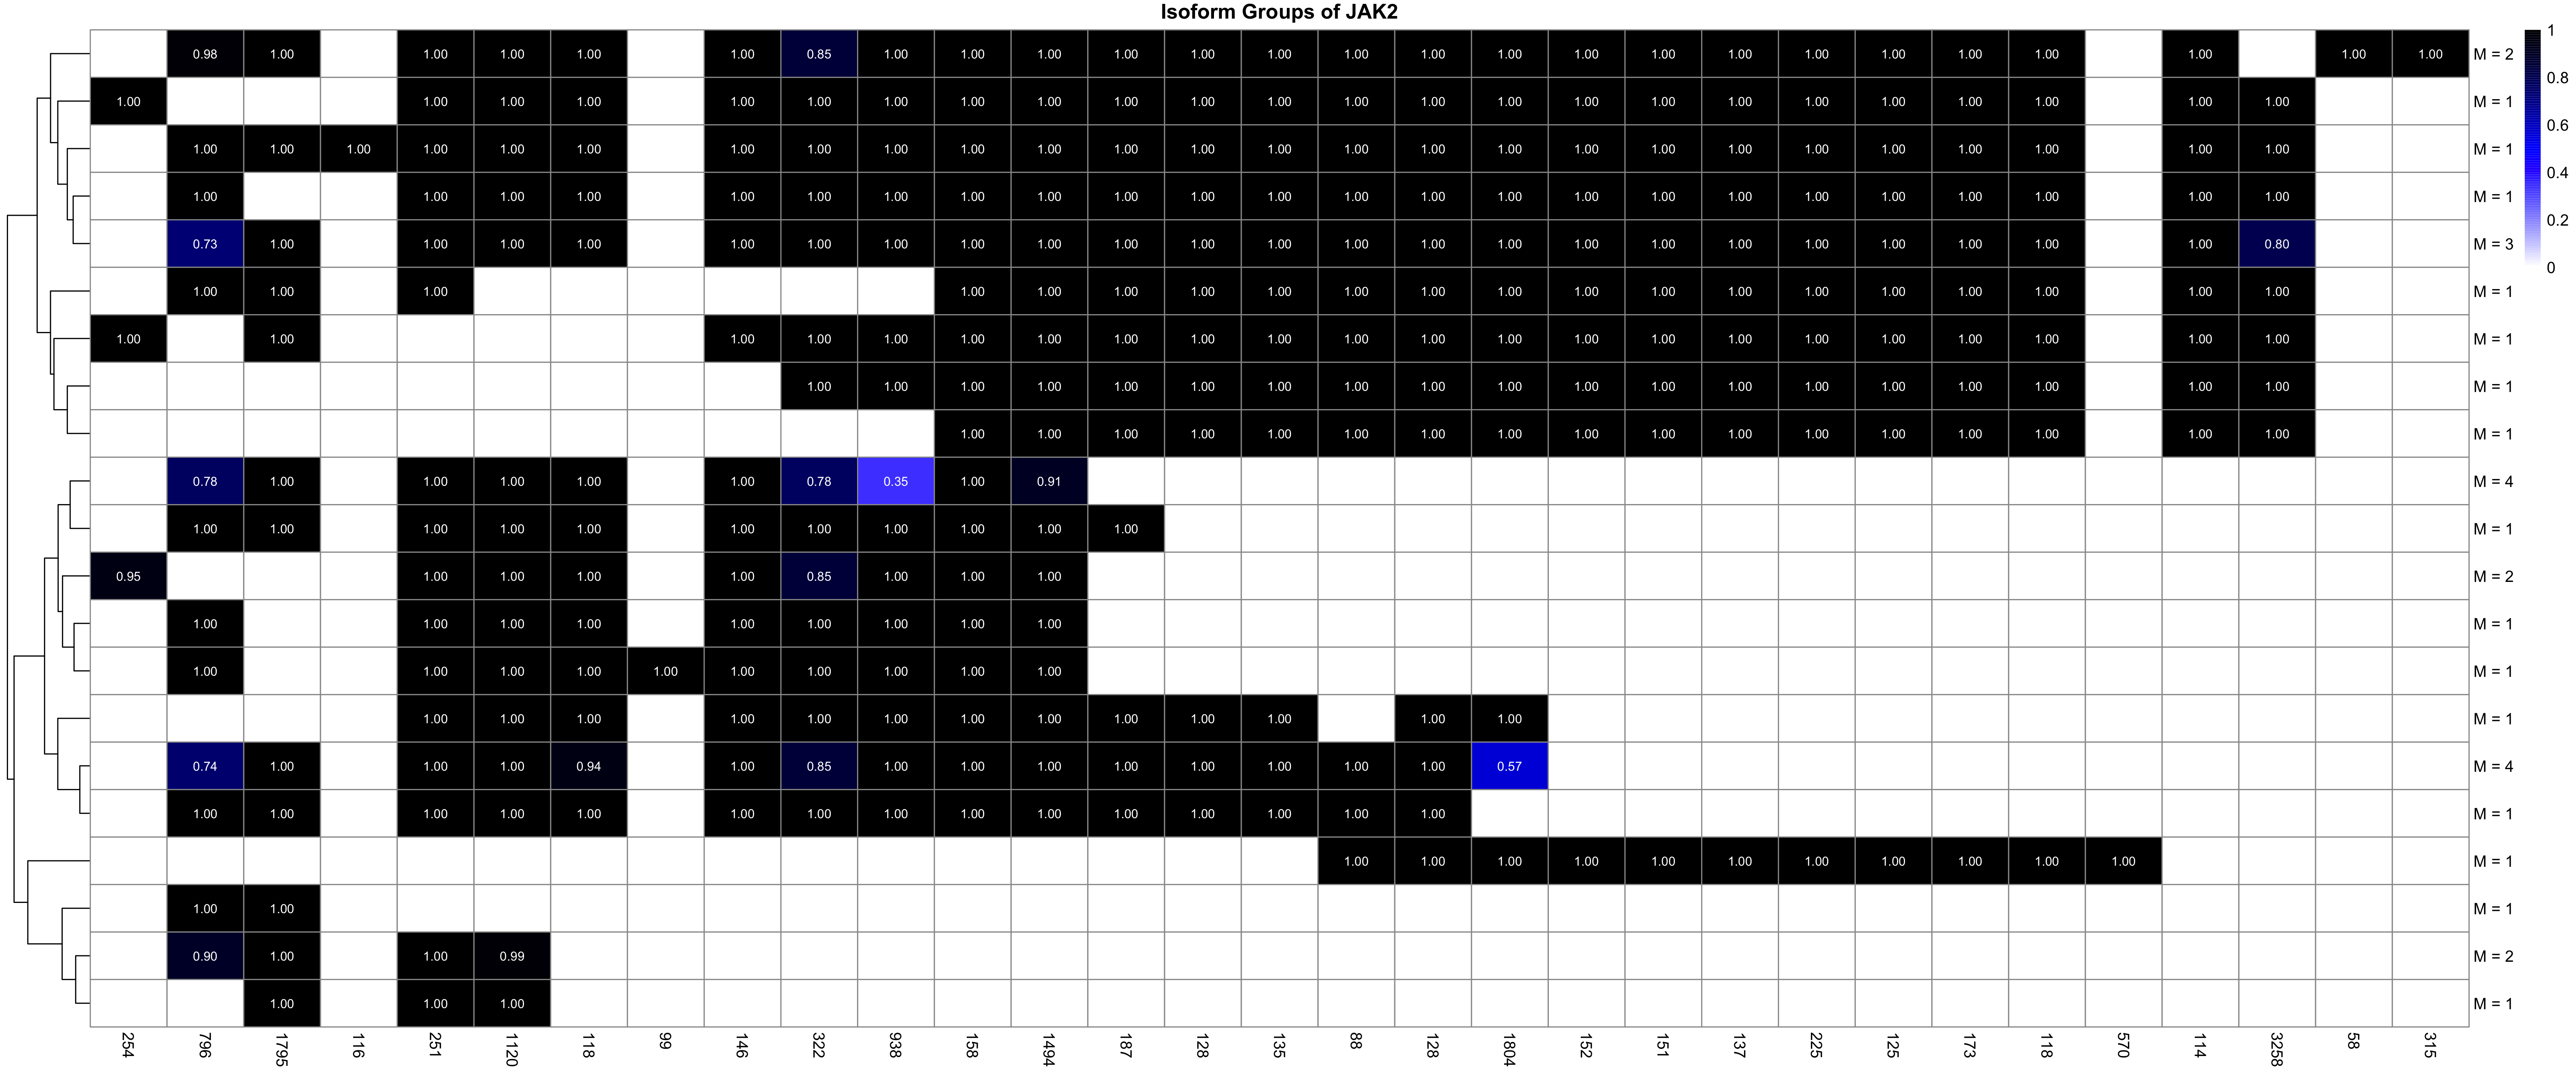 Isoform Groups of JAK2
0.98 1.00 1.00 1.00 1.00 1.00 0.85 1.00 1.00 1.00 1.00 1.00 1.00 1.00 1.00 1.00 1.00 1.00 1.00 1.00 1.00 1.00 1.00 1.00 1.00 1.00 M = 2
1.00 1.00 1.00 1.00 1.00 1.00 1.00 1.00 1.00 1.00 1.00 1.00 1.00 1.00 1.00 1.00 1.00 1.00 1.00 1.00 1.00 1.00 1.00 1.00 M = 1
1.00 1.00 1.00 1.00 1.00 1.00 1.00 1.00 1.00 1.00 1.00 1.00 1.00 1.00 1.00 1.00 1.00 1.00 1.00 1.00 1.00 1.00 1.00 1.00 1.00 1.00 M = 1
1.00 1.00 1.00 1.00 1.00 1.00 1.00 1.00 1.00 1.00 1.00 1.00 1.00 1.00 1.00 1.00 1.00 1.00 1.00 1.00 1.00 1.00 1.00 1.00 M = 1
0.73 1.00 1.00 1.00 1.00 1.00 1.00 1.00 1.00 1.00 1.00 1.00 1.00 1.00 1.00 1.00 1.00 1.00 1.00 1.00 1.00 1.00 1.00 1.00 0.80 M = 3
1.00 1.00 1.00 1.00 1.00 1.00 1.00 1.00 1.00 1.00 1.00 1.00 1.00 1.00 1.00 1.00 1.00 1.00 1.00 1.00 M = 1
1.00 1.00 1.00 1.00 1.00 1.00 1.00 1.00 1.00 1.00 1.00 1.00 1.00 1.00 1.00 1.00 1.00 1.00 1.00 1.00 1.00 1.00 M = 1
1.00 1.00 1.00 1.00 1.00 1.00 1.00 1.00 1.00 1.00 1.00 1.00 1.00 1.00 1.00 1.00 1.00 1.00 1.00 M = 1
1.00 1.00 1.00 1.00 1.00 1.00 1.00 1.00 1.00 1.00 1.00 1.00 1.00 1.00 1.00 1.00 1.00 M = 1
0.78 1.00 1.00 1.00 1.00 1.00 0.78 0.35 1.00 0.91 M = 4
1.00 1.00 1.00 1.00 1.00 1.00 1.00 1.00 1.00 1.00 1.00 M = 1
0.95 1.00 1.00 1.00 1.00 0.85 1.00 1.00 1.00 M = 2
1.00 1.00 1.00 1.00 1.00 1.00 1.00 1.00 1.00 M = 1
1.00 1.00 1.00 1.00 1.00 1.00 1.00 1.00 1.00 1.00 M = 1
1.00 1.00 1.00 1.00 1.00 1.00 1.00 1.00 1.00 1.00 1.00 1.00 1.00 M = 1
0.74 1.00 1.00 1.00 0.94 1.00 0.85 1.00 1.00 1.00 1.00 1.00 1.00 1.00 1.00 0.57 M = 4
1.00 1.00 1.00 1.00 1.00 1.00 1.00 1.00 1.00 1.00 1.00 1.00 1.00 1.00 1.00 M = 1
1.00 1.00 1.00 1.00 1.00 1.00 1.00 1.00 1.00 1.00 1.00 M = 1
1.00 1.00 M = 1
0.90 1.00 1.00 0.99 M = 2
1.00 1.00 1.00 M = 1
254 796 1795 116 251 1120 118 99 146 322 938 158 1494 187 128 135 88 128 1804 152 151 137 225 125 173 118 570 114 3258 58 315
1
0.8
0.6
0.4
0.2
0